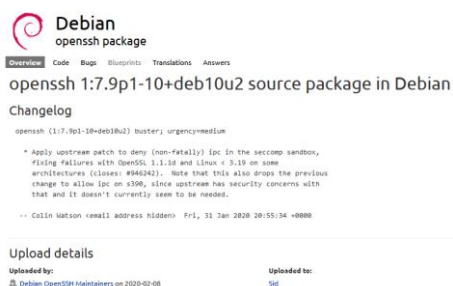 Debian
openssh package
Overview Code Bugs Blueprints Translations Answers
openssh 1:7.9p1-10+deb10u2 source package in Debian
Changelog
openssh (1:7.9p1-10+deb10u2) buster; urgency=medium
* Apply upstream patch to deny (non-fatally) ipc in the seccomp sandbox,
fixing failures with OpenSSL 1.1.1d and Linux < 3.19 on some
architectures (closes: #946242). Note that this also drops the previous
change to allow ipc on s390, since upstream has security concerns with
that and it doesn't currently seem to be needed.
-- Colin Watson <email address hidden> Fri, 31 Jan 2020 20:55:34 +0000
Upload details
Uploaded by:
Debian OpenSSH Maintainers on 2020-02-08
Uploaded to:
Sid